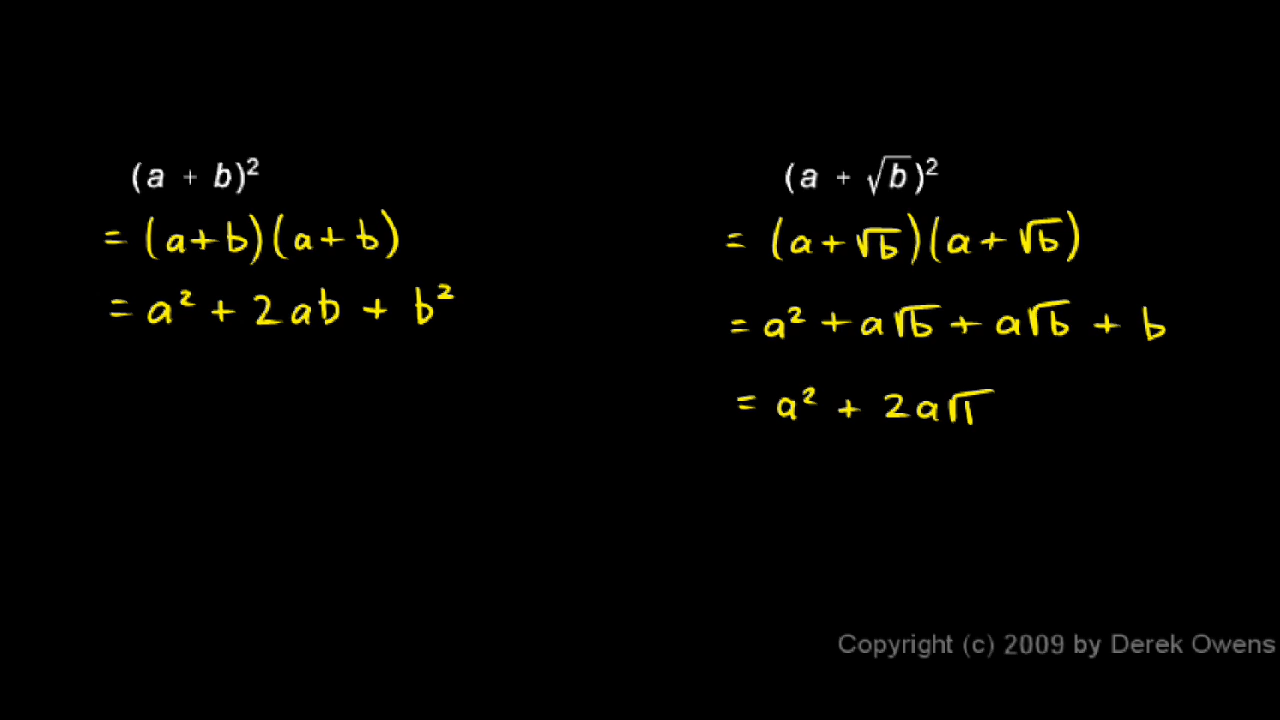 (a + b)²
= (a+b)(a+b)
= a² + 2ab + b²
(a + √b)²
= (a+√b)(a+√b)
= a² + a√b + a√b + b
= a² + 2a√
Copyright (c) 2009 by Derek Owens